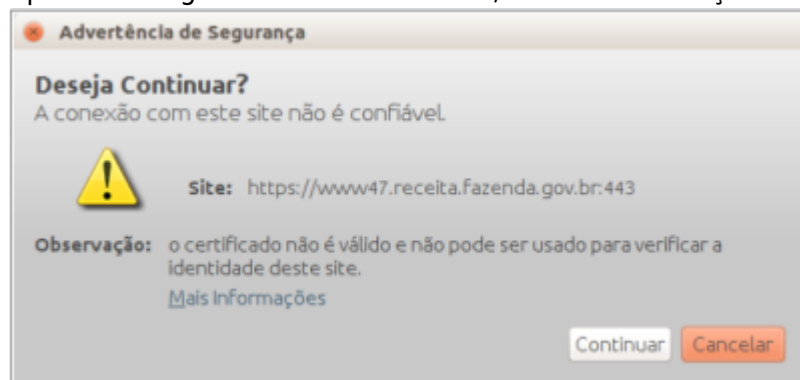 Advertência de Segurança
Deseja Continuar?
A conexão com este site não é confiável.
Site: https://www47.receita.fazenda.gov.br:443
Observação: o certificado não é válido e não pode ser usado para verificar a
identidade deste site.
Mais Informações
Continuar Cancelar